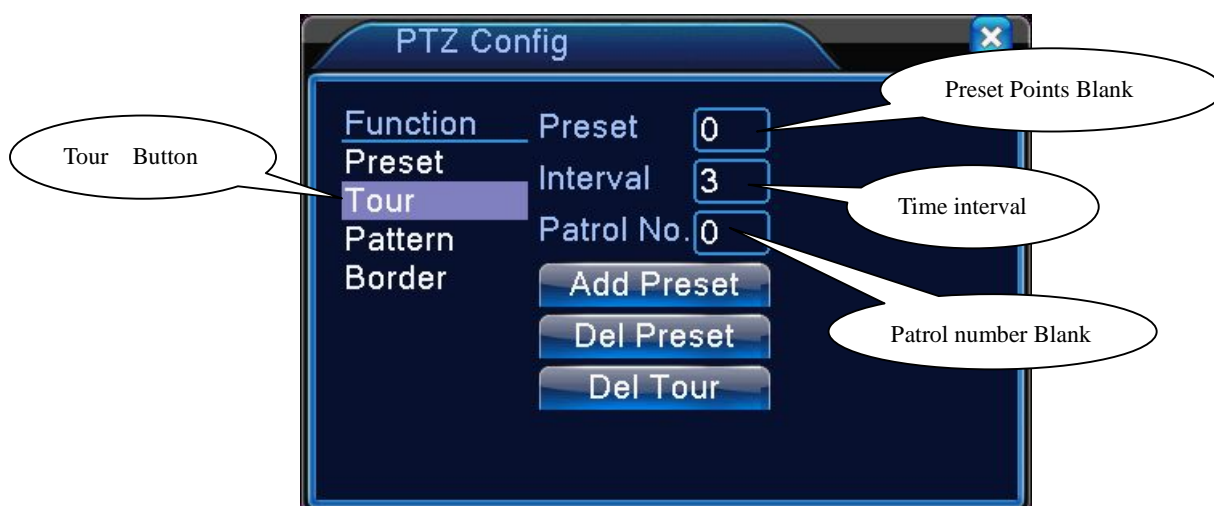 PTZ Config
Preset Points Blank
Function
Preset 0
Tour Button
Preset
Interval 3
Tour
Time interval
Pattern
Patrol No. 0
Border
Add Preset
Del Preset
Patrol number Blank
Del Tour